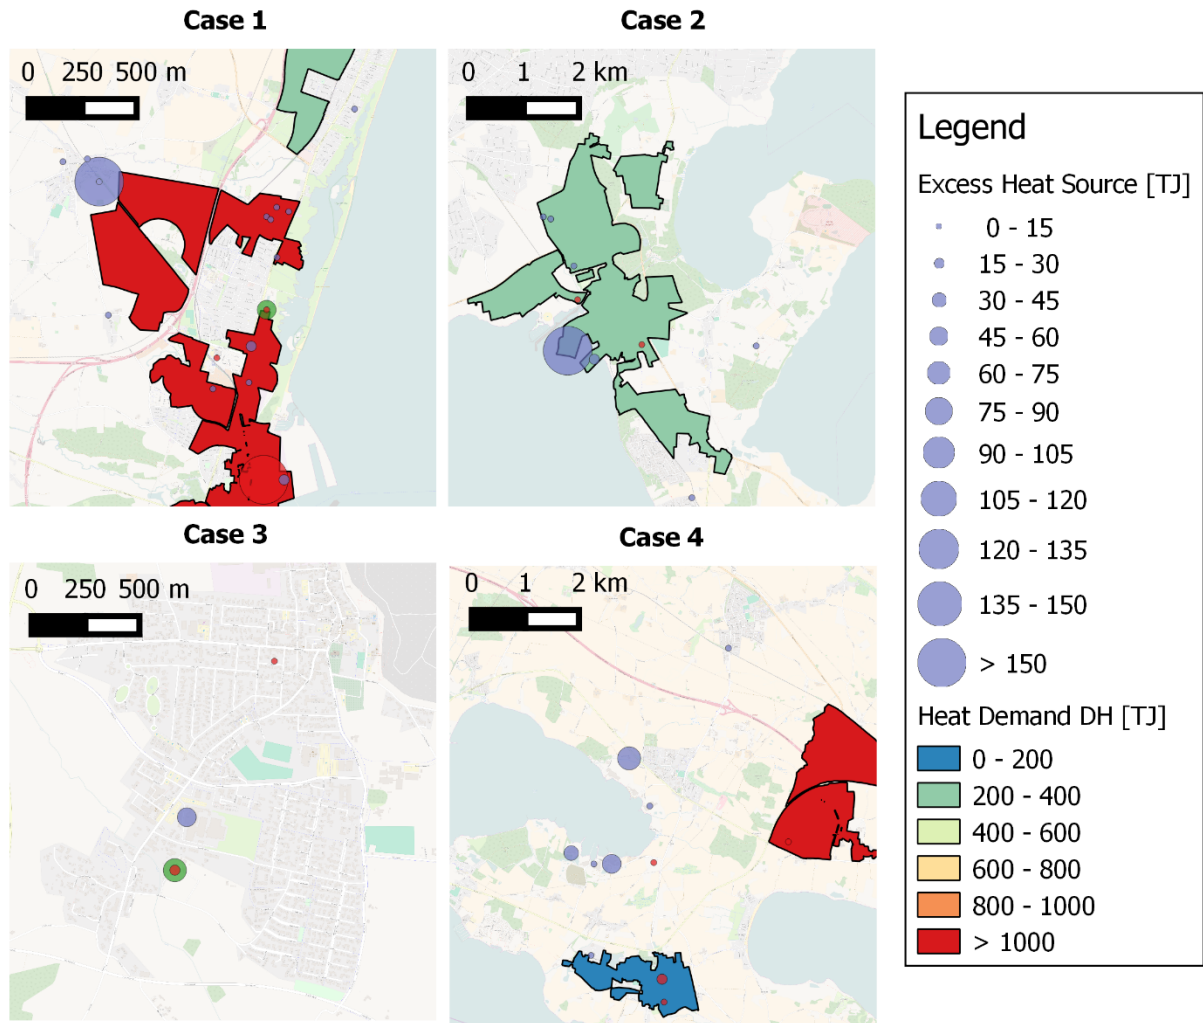 Case 1
Case 2
0 250 500 m
0 1 2 km
Case 3
Case 4
0 250 500 m
0 1 2 km
Legend
Excess Heat Source [TJ]
0 - 15
15 - 30
30 - 45
45 - 60
60 - 75
75 - 90
90 - 105
105 - 120
120 - 135
135 - 150
> 150
Heat Demand DH [TJ]
0 - 200
200 - 400
400 - 600
600 - 800
800 - 1000
> 1000